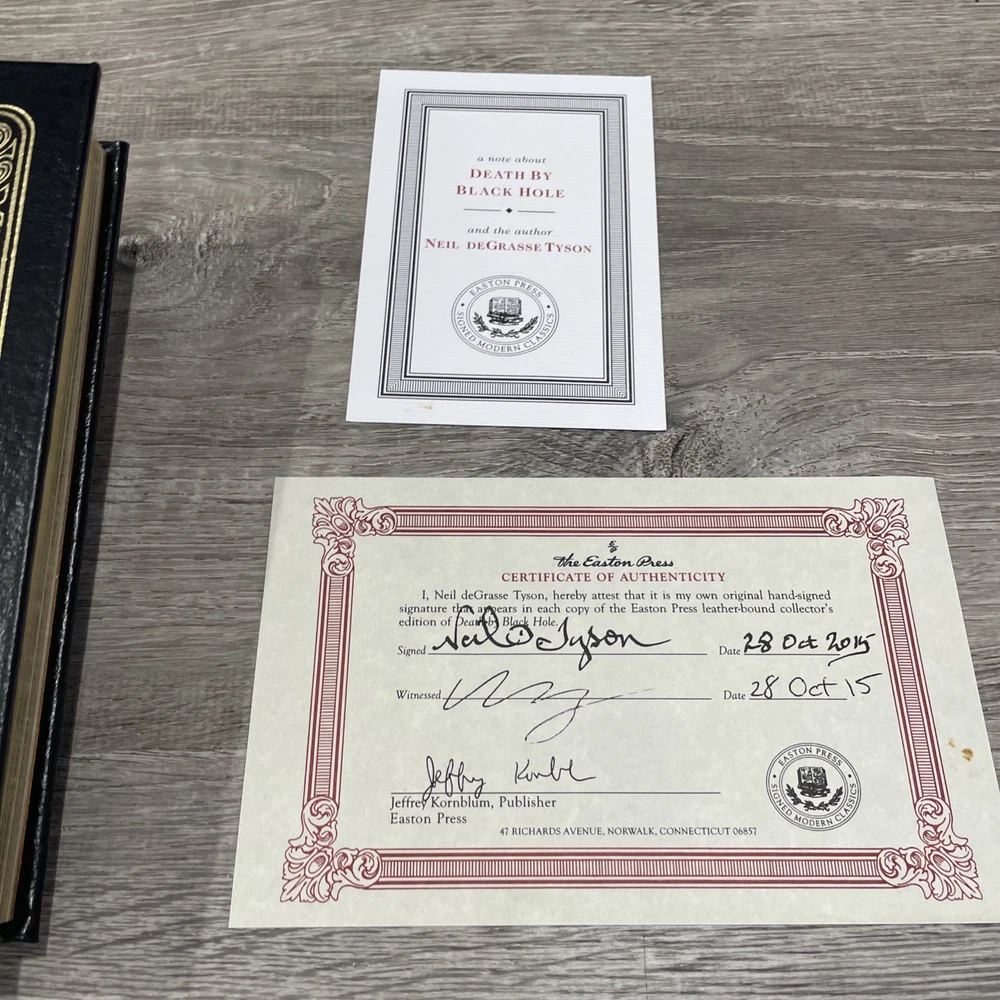 a note about
DEATH BY
BLACK HOLE
and the author
NEIL DEGRASSE TYSON
EASTON PRESS
SIGNED MODERN CLASSICS
The Easton Press
CERTIFICATE OF AUTHENTICITY
I, Neil deGrasse Tyson, hereby attest that it is my own original hand-signed
signature that appears in each copy of the Easton Press leather-bound collector's
edition of Death by Black Hole.
Signed Neil D Tyson Date 28 Oct 2015
Witnessed Date 28 Oct 15
Jeffrey Kornblum
Jeffrey Kornblum, Publisher
Easton Press
47 RICHARDS AVENUE, NORWALK, CONNECTICUT 06857
EASTON PRESS
SIGNED MODERN CLASSICS